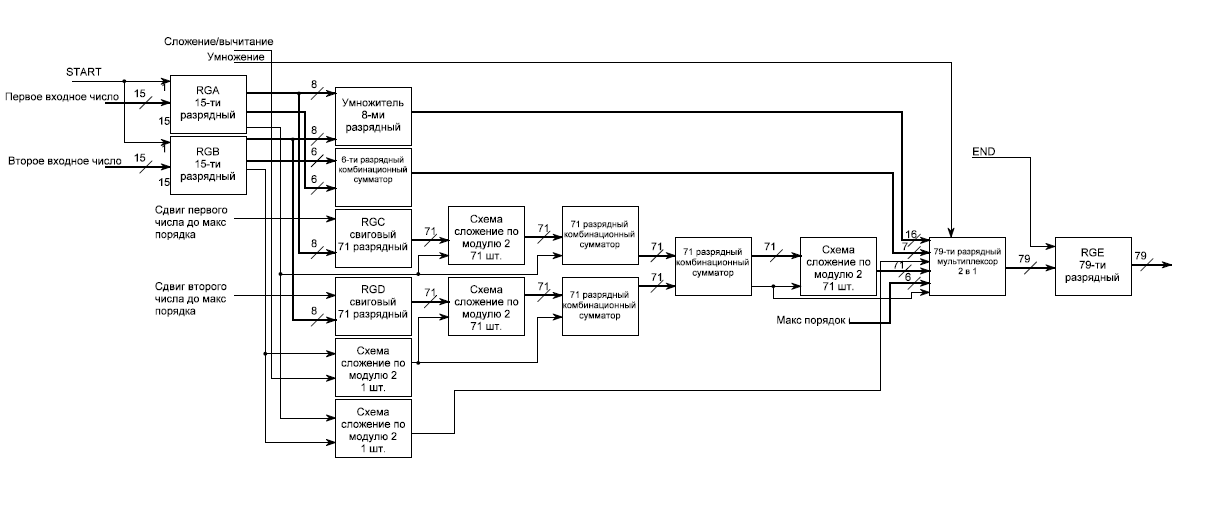 Сложение/вычитание
Умножение
START
Первое входное число
15
15
RGA
15-ти
разрядный
Второе входное число
15
15
RGB
15-ти
разрядный
8
8
Умножитель
8-ми
разрядный
6
6
6-ти разрядный
комбинационный
сумматор
END
Сдвиг первого
числа до макс
порядка
8
RGC
свиговый
71 разрядный
71
Схема
сложение по
модулю 2
71 шт.
71
71 разрядный
комбинационный
сумматор
71
Сдвиг второго
числа до макс
порядка
8
RGD
свиговый
71 разрядный
71
Схема
сложение по
модулю 2
71 шт.
71
71 разрядный
комбинационный
сумматор
71
71 разрядный
комбинационный
сумматор
71
Схема
сложение по
модулю 2
71 шт.
16
7
71
6
79-ти разрядный
мультиплексор
2 в 1
79
RGE
79-ти
разрядный
79
Макс порядок
Схема
сложение по
модулю 2
1 шт.
Схема
сложение по
модулю 2
1 шт.